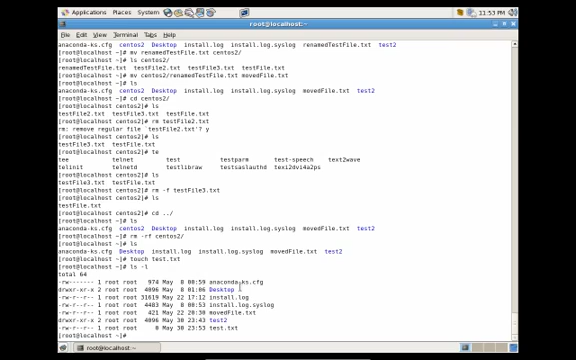 Applications Places System
11:53 PM
root@localhost:~
File Edit View Terminal Tabs Help
anaconda-ks.cfg centos2 Desktop install.log install.log.syslog renamedTestFile.txt test2
[root@localhost ~]# mv renamedTestFile.txt centos2/
[root@localhost ~]# ls centos2/
renamedTestFile.txt testFile2.txt testFile3.txt testFile.txt
[root@localhost ~]# mv centos2/renamedTestFile.txt movedFile.txt
[root@localhost ~]# ls
anaconda-ks.cfg centos2 Desktop install.log install.log.syslog movedFile.txt test2
[root@localhost ~]# cd centos2/
[root@localhost centos2]# ls
testFile2.txt testFile3.txt testFile.txt
[root@localhost centos2]# rm testFile2.txt
rm: remove regular file `testFile2.txt'? y
[root@localhost centos2]# ls
testFile3.txt testFile.txt
[root@localhost centos2]# te
tee telnet test testparm test-speech text2wave
telinit telnetd testlibraw testsaslauthd texi2dvi4a2ps
[root@localhost centos2]# ls
testFile3.txt testFile.txt
[root@localhost centos2]# rm -f testFile3.txt
[root@localhost centos2]# ls
testFile.txt
[root@localhost centos2]# cd ../
[root@localhost ~]# ls
anaconda-ks.cfg centos2 Desktop install.log install.log.syslog movedFile.txt test2
[root@localhost ~]# rm -rf centos2/
[root@localhost ~]# ls
anaconda-ks.cfg Desktop install.log install.log.syslog movedFile.txt test2
[root@localhost ~]# touch test.txt
[root@localhost ~]# ls -l
total 64
-rw------- 1 root root 974 May 8 00:59 anaconda-ks.cfg
drwxr-xr-x 2 root root 4096 May 8 01:06 Desktop
-rw-r--r-- 1 root root 31619 May 22 17:12 install.log
-rw-r--r-- 1 root root 4483 May 8 00:53 install.log.syslog
-rw-r--r-- 1 root root 421 May 22 20:30 movedFile.txt
drwxr-xr-x 2 root root 4096 May 30 23:43 test2
-rw-r--r-- 1 root root 0 May 30 23:53 test.txt
[root@localhost ~]#
root@localhost:~